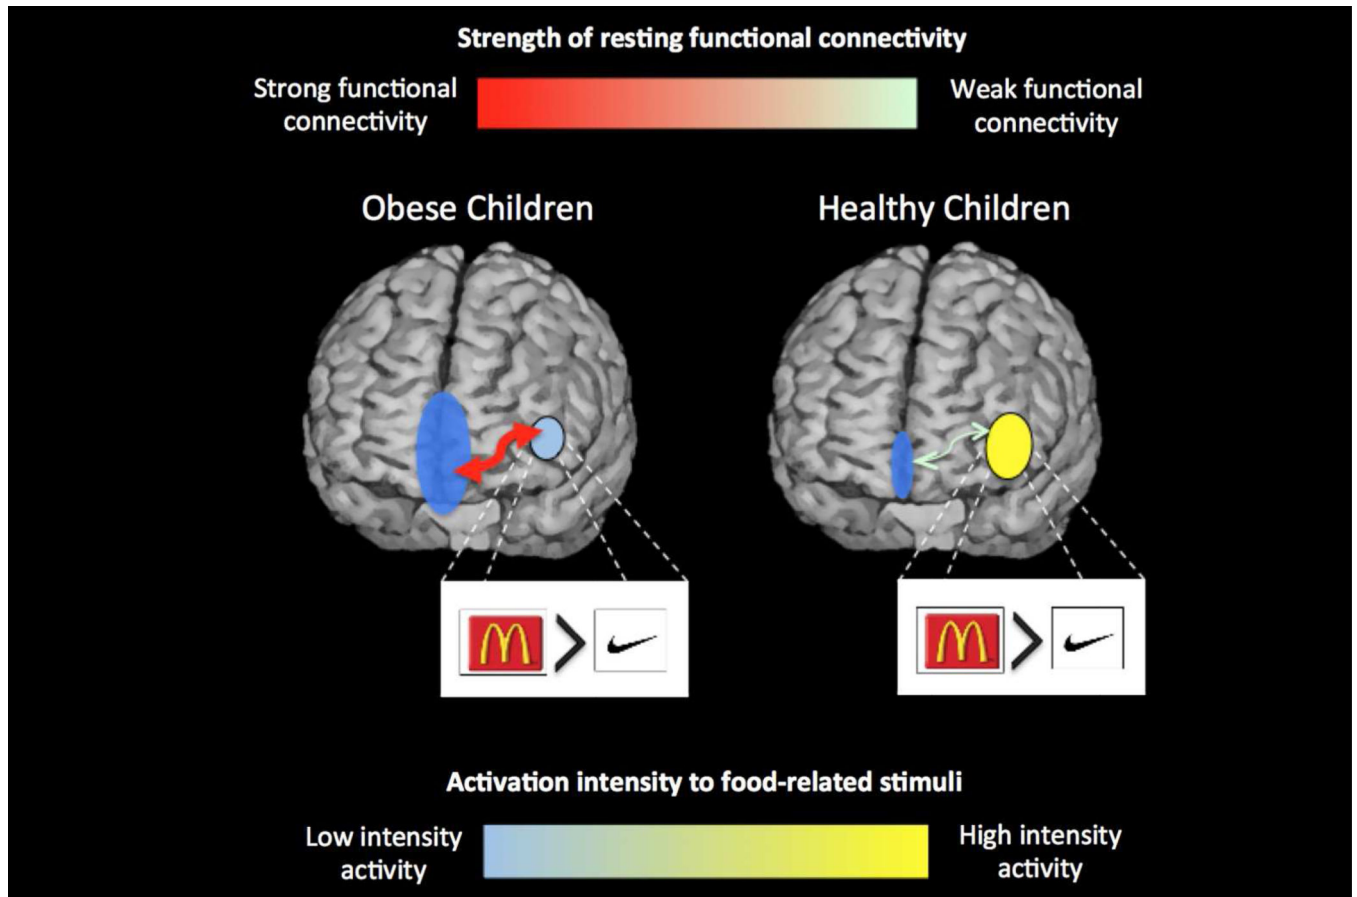 Strength of resting functional connectivity
Strong functional
connectivity
Weak functional
connectivity
Obese Children
Healthy Children
M
>
M
>
Activation intensity to food-related stimuli
Low intensity
activity
High intensity
activity